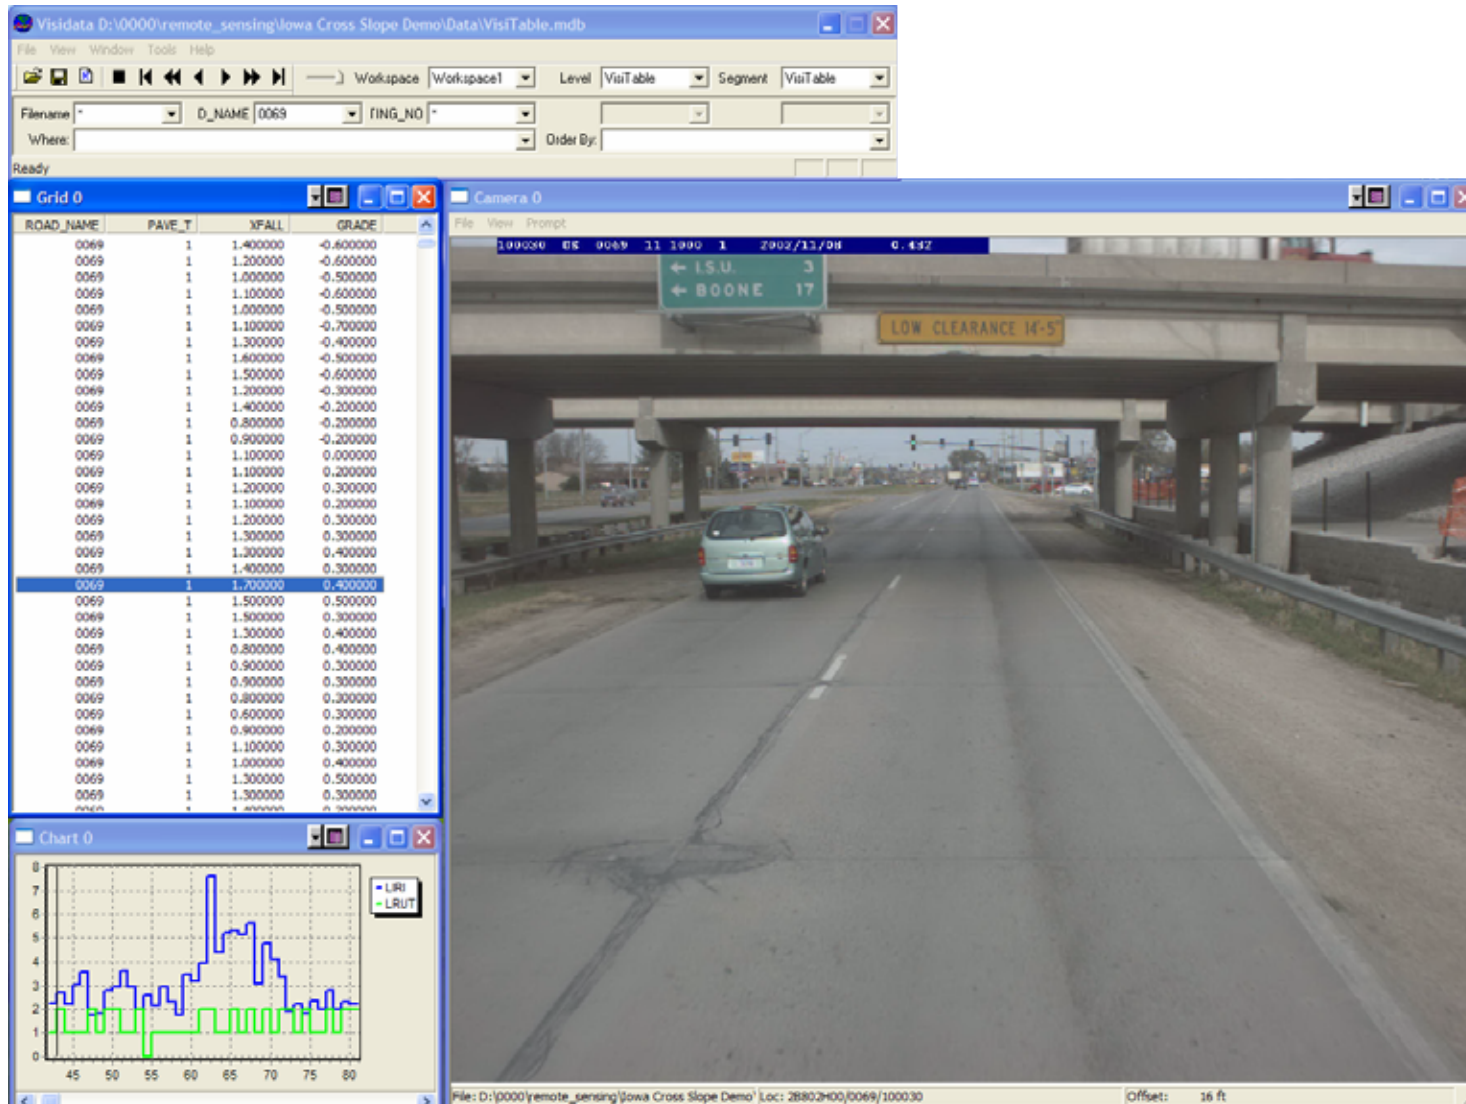 Visidata D:\0000\remote_sensing\Iowa Cross Slope Demo\Data\VisiTable.mdb
File View Window Tools Help
Workspace Workspace1 Level VisiTable Segment VisiTable
Filename * D_NAME 0069 TING_NO *
Where: Order By:
Ready
Grid 0
ROAD_NAME PAVE_T XFALL GRADE
0069 1 1.400000 -0.600000
0069 1 1.200000 -0.600000
0069 1 1.000000 -0.500000
0069 1 1.100000 -0.600000
0069 1 1.000000 -0.500000
0069 1 1.100000 -0.700000
0069 1 1.300000 -0.400000
0069 1 1.600000 -0.500000
0069 1 1.500000 -0.600000
0069 1 1.200000 -0.300000
0069 1 1.400000 -0.200000
0069 1 0.800000 -0.200000
0069 1 0.900000 -0.200000
0069 1 1.100000 0.000000
0069 1 1.100000 0.200000
0069 1 1.200000 0.300000
0069 1 1.100000 0.200000
0069 1 1.200000 0.300000
0069 1 1.300000 0.300000
0069 1 1.200000 0.400000
0069 1 1.400000 0.300000
0069 1 1.700000 0.400000
0069 1 1.500000 0.500000
0069 1 1.500000 0.300000
0069 1 1.300000 0.400000
0069 1 0.800000 0.400000
0069 1 0.900000 0.300000
0069 1 0.900000 0.300000
0069 1 0.800000 0.300000
0069 1 0.600000 0.300000
0069 1 0.900000 0.200000
0069 1 1.100000 0.300000
0069 1 1.000000 0.400000
0069 1 1.300000 0.500000
0069 1 1.300000 0.300000
Camera 0
File View Prompt
100030 US 0069 11 1000 1 2002/11/08 0.432
← I.S.U. 3
← BOONE 17
LOW CLEARANCE 14'-5"
File: D:\0000\remote_sensing\Iowa Cross Slope Demo\ Loc: 2B802H00/0069/100030 Offset: 16 ft
Chart 0
8
7
6
5
4
3
2
1
0
45 50 55 60 65 70 75 80
LIRI
LRUT